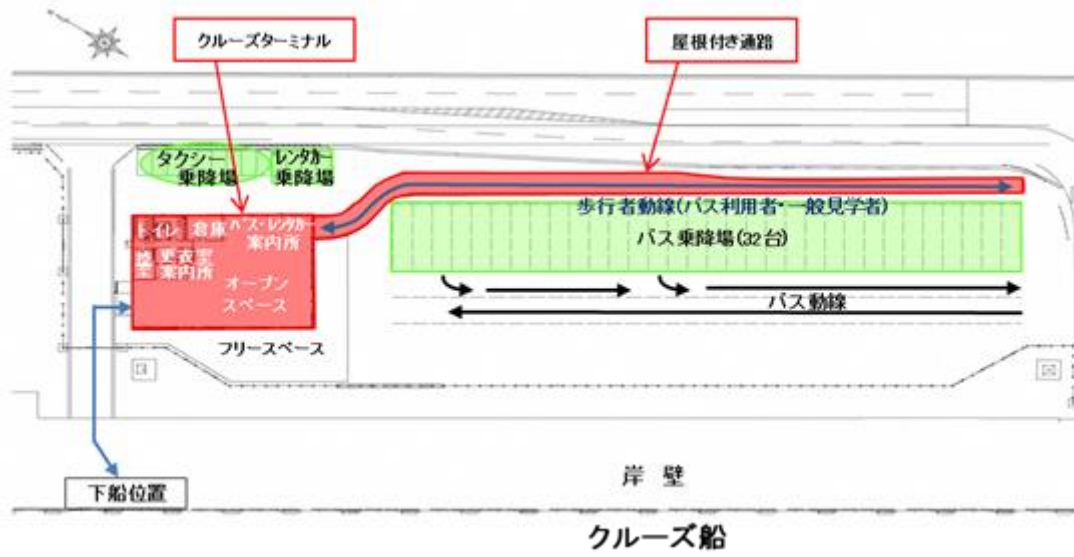 クルーズターミナル
屋根付き通路
タクシー
乗降場
レンタカー
乗降場
歩行者動線(バス利用者・一般見学者)
バス乗降場(32台)
トイレ
倉庫
バス・レンタカー
案内所
更衣室
案内所
オープン
スペース
バス動線
フリースペース
下船位置
岸 壁
クルーズ船